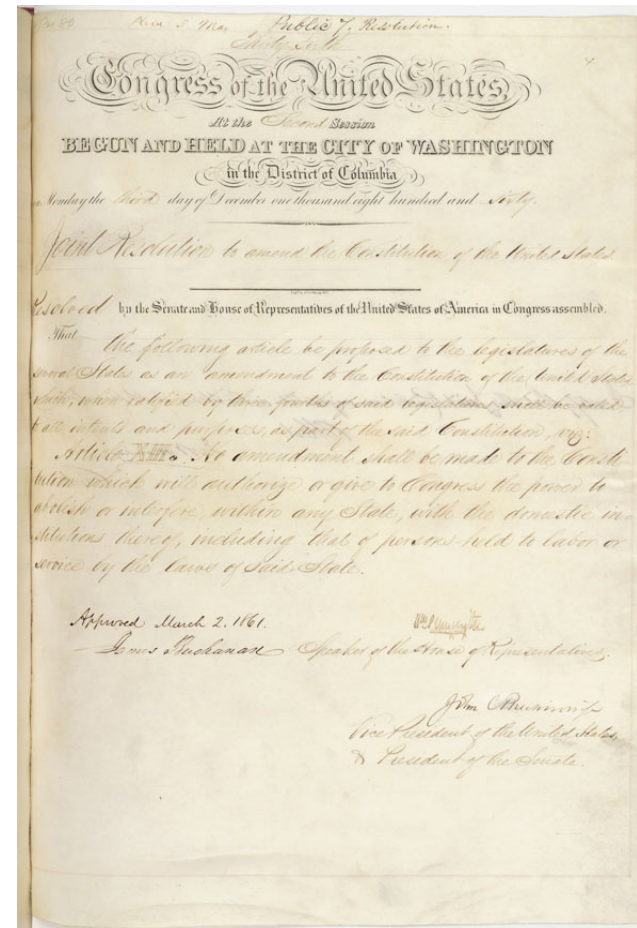 Public 7. Resolution.
Thirty Sixth
Congress of the United States,
At the Second Session
BEGUN AND HELD AT THE CITY OF WASHINGTON
in the District of Columbia
on Monday the third day of December one thousand eight hundred and sixty.
Joint Resolution to amend the Constitution of the United States.
Resolved by the Senate and House of Representatives of the United States of America in Congress assembled,
That
the following article be proposed to the legislatures of the
several States as an amendment to the Constitution of the United States,
which, when ratified by three fourths of said legislatures, shall be valid
to all intents and purposes, as part of the said Constitution, viz:
Article XIII. No amendment shall be made to the Consti
tution which will authorize or give to Congress the power to
abolish or interfere, within any State, with the domestic in-
stitutions thereof, including that of persons held to labor or
service by the laws of said State.
Approved March 2. 1861.
James Buchanan Speaker of the House of Representatives.
John C Breckinridge
Vice President of the United States,
& President of the Senate.